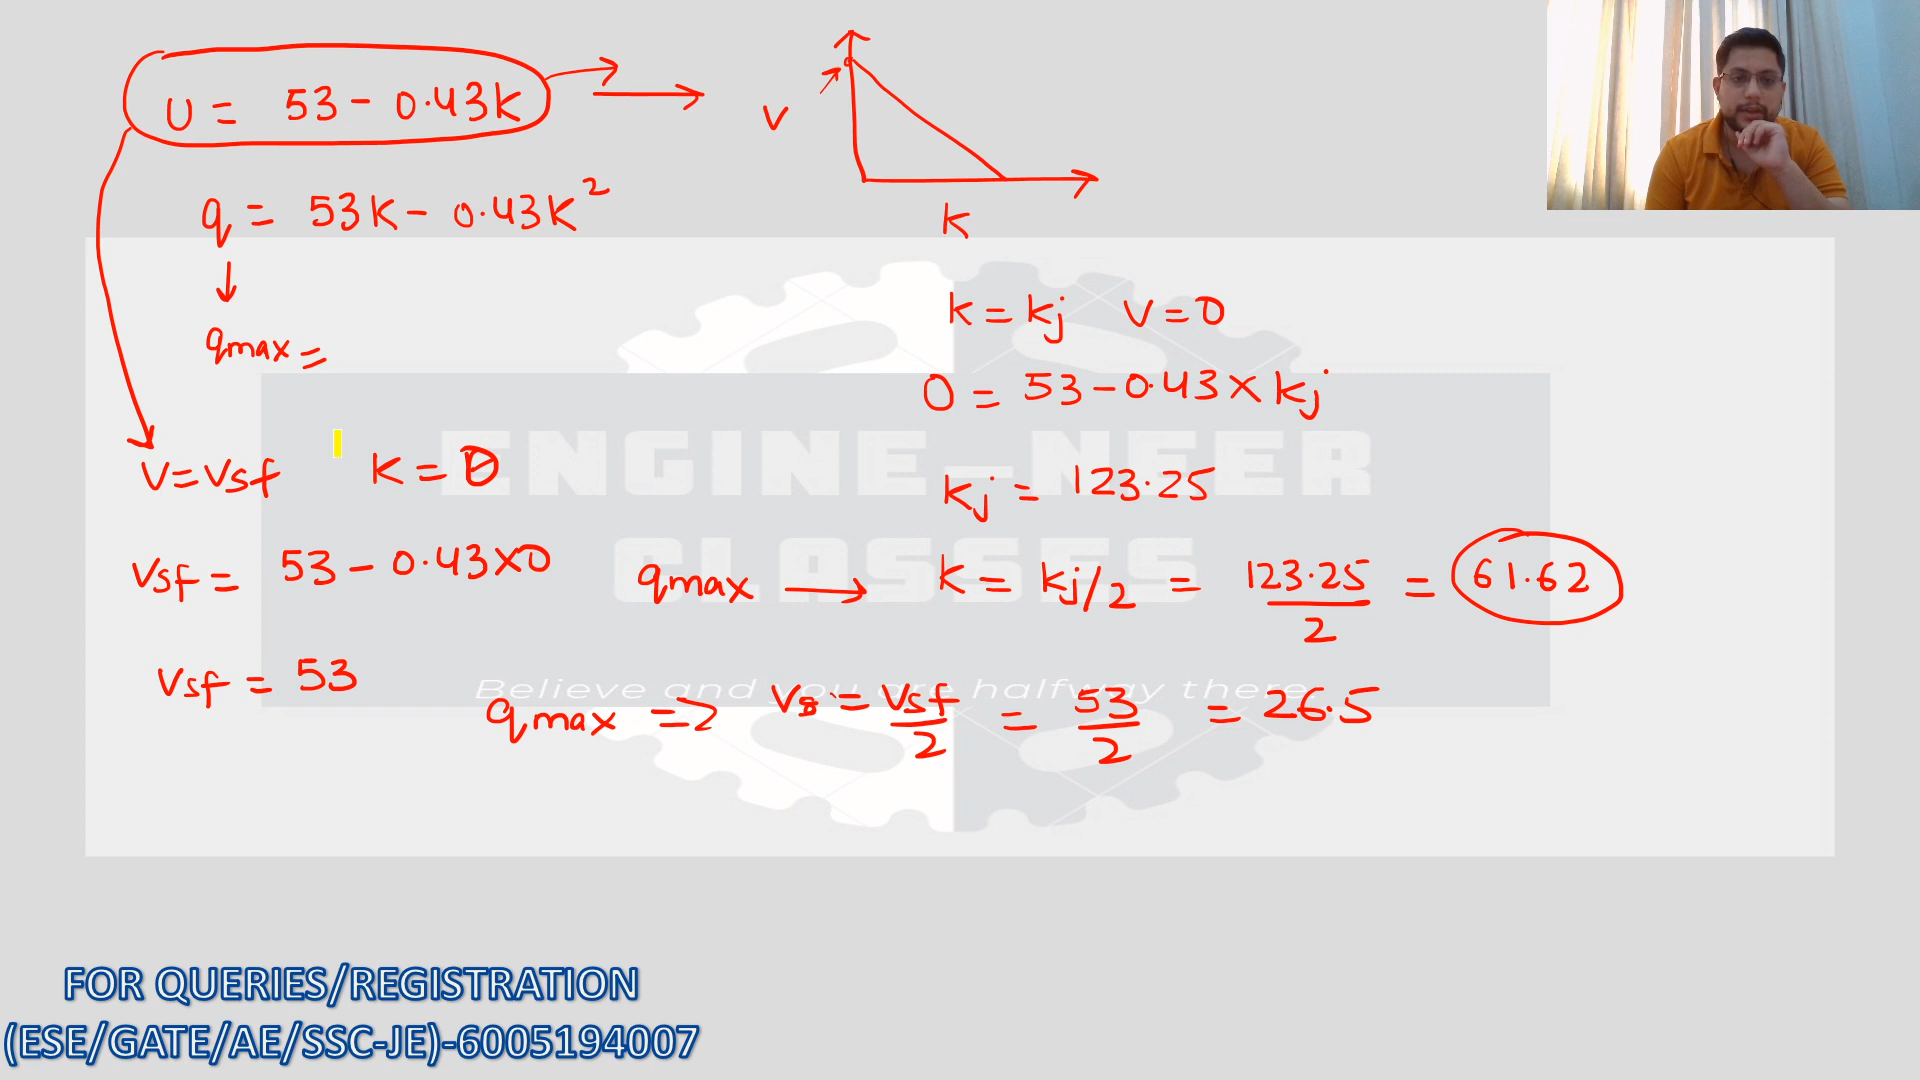 U = 53 - 0.43K
V
K
q = 53K - 0.43K²
qmax =
K = Kj V = 0
0 = 53 - 0.43 × Kj
Kj = 123.25
V = Vsf K = 0
Vsf = 53 - 0.43×0
qmax → K = Kj/2 = 123.25/2 = 61.62
Vsf = 53
qmax => Vs = Vsf/2 = 53/2 = 26.5
ENGINE-NEER
CLASSES
Believe and you are halfway there
FOR QUERIES/REGISTRATION
(ESE/GATE/AE/SSC-JE)-6005194007